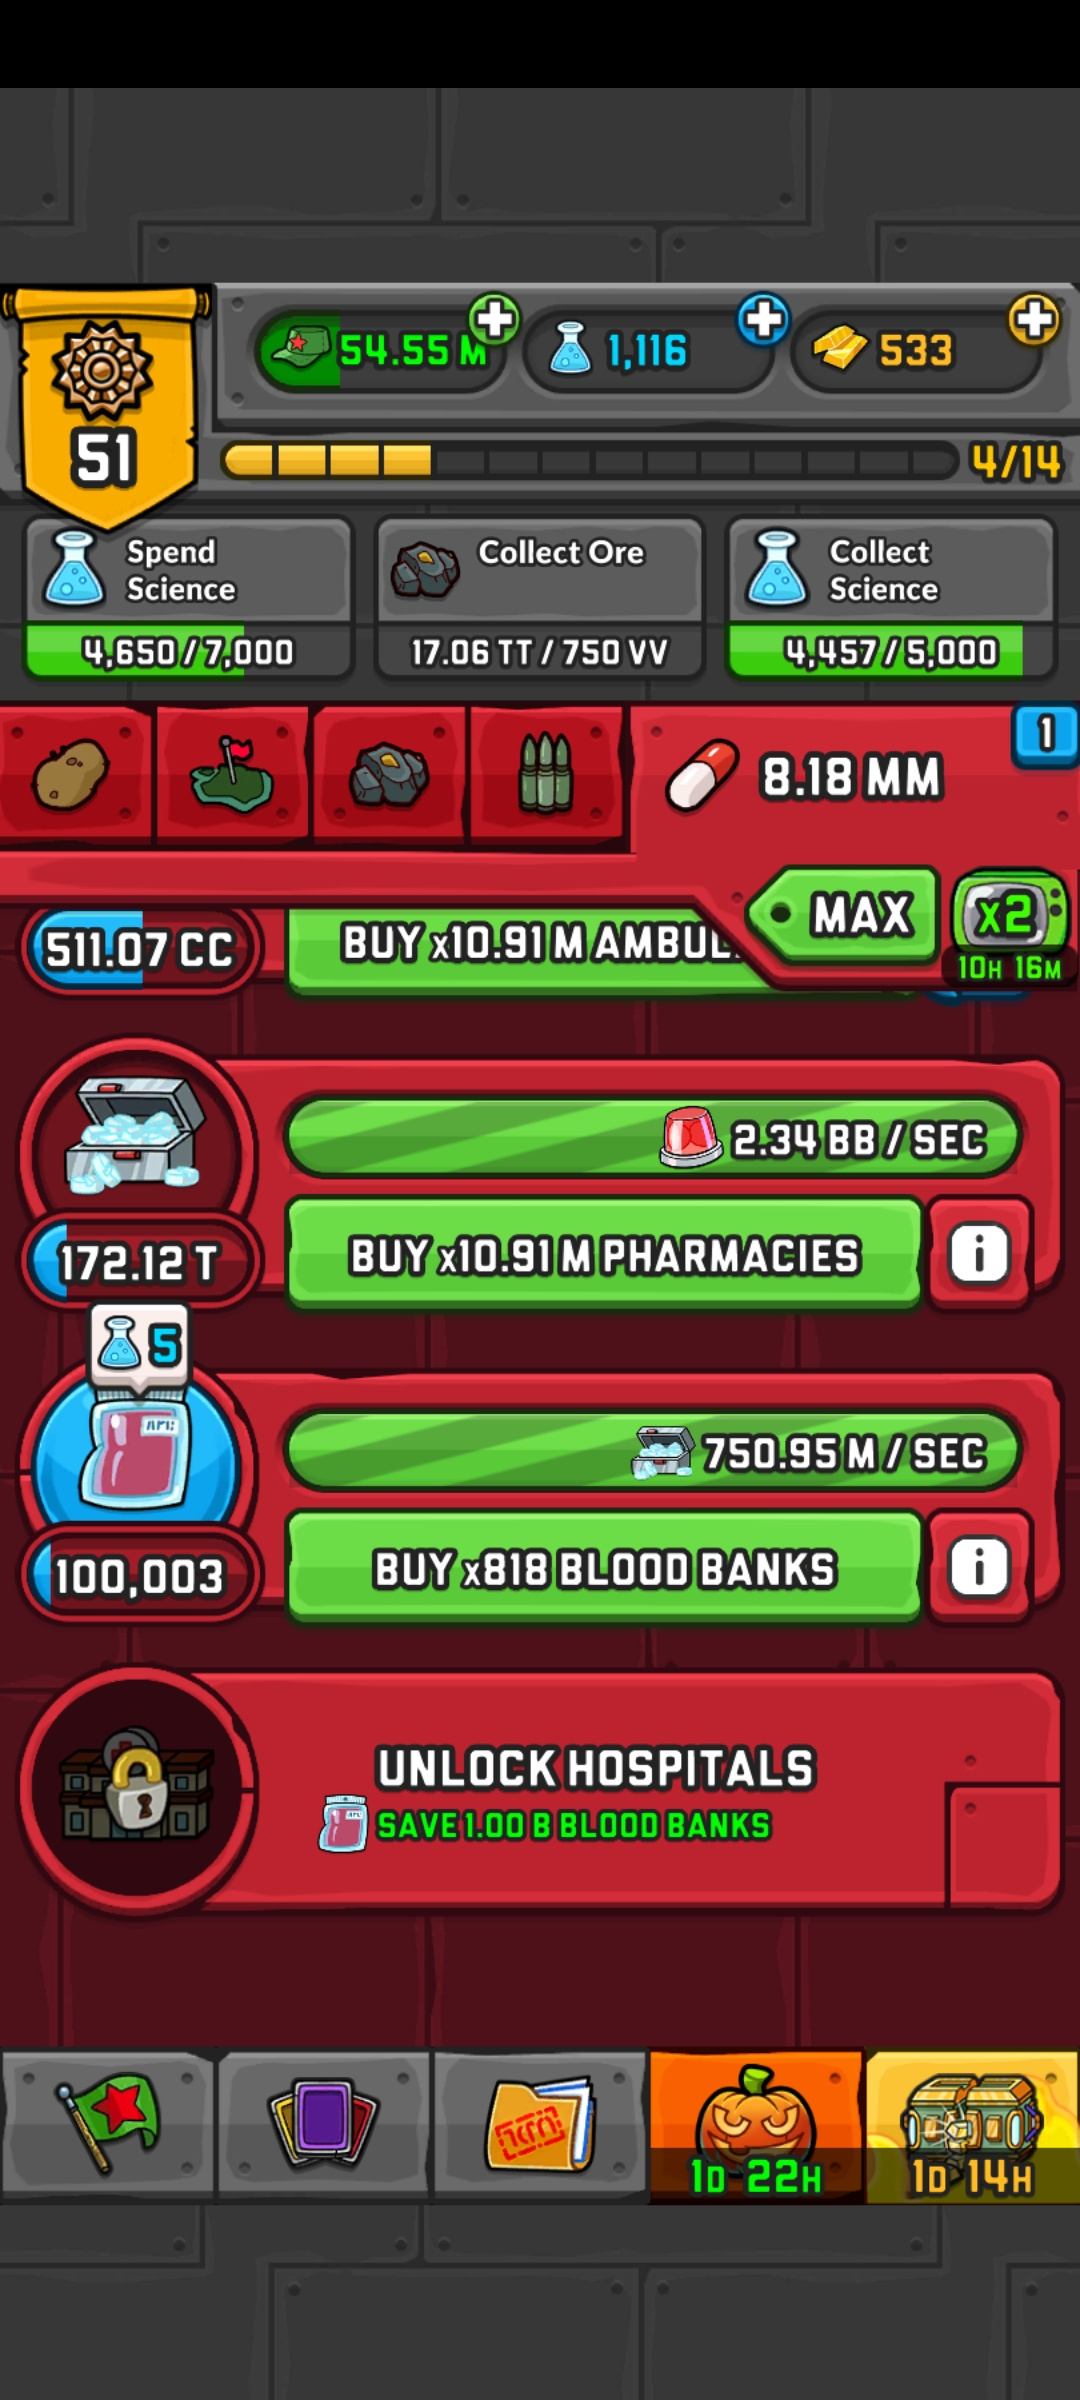 54.55 M
1,116
533
51
4/14
Spend
Science
4,650/7,000
Collect Ore
17.06 TT / 750 VV
Collect
Science
4,457/5,000
8.18 MM
1
MAX
x2
10H 16M
511.07 CC
BUY x10.91 M AMBUL
2.34 BB / SEC
172.12 T
BUY x10.91 M PHARMACIES
i
5
750.95 M / SEC
100,003
BUY x818 BLOOD BANKS
i
UNLOCK HOSPITALS
SAVE 1.00 B BLOOD BANKS
1D 22H
1D 14H